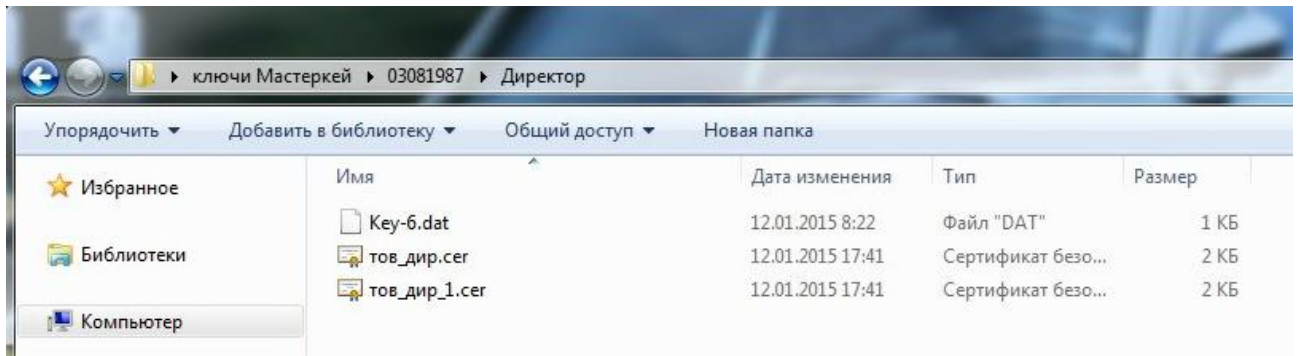 ключи Мастеркей ▸ 03081987 ▸ Директор
Упорядочить ▾ Добавить в библиотеку ▾ Общий доступ ▾ Новая папка
Избранное
Библиотеки
Компьютер
Имя Дата изменения Тип Размер
Key-6.dat 12.01.2015 8:22 Файл "DAT" 1 КБ
тов_дир.cer 12.01.2015 17:41 Сертификат безо... 2 КБ
тов_дир_1.cer 12.01.2015 17:41 Сертификат безо... 2 КБ